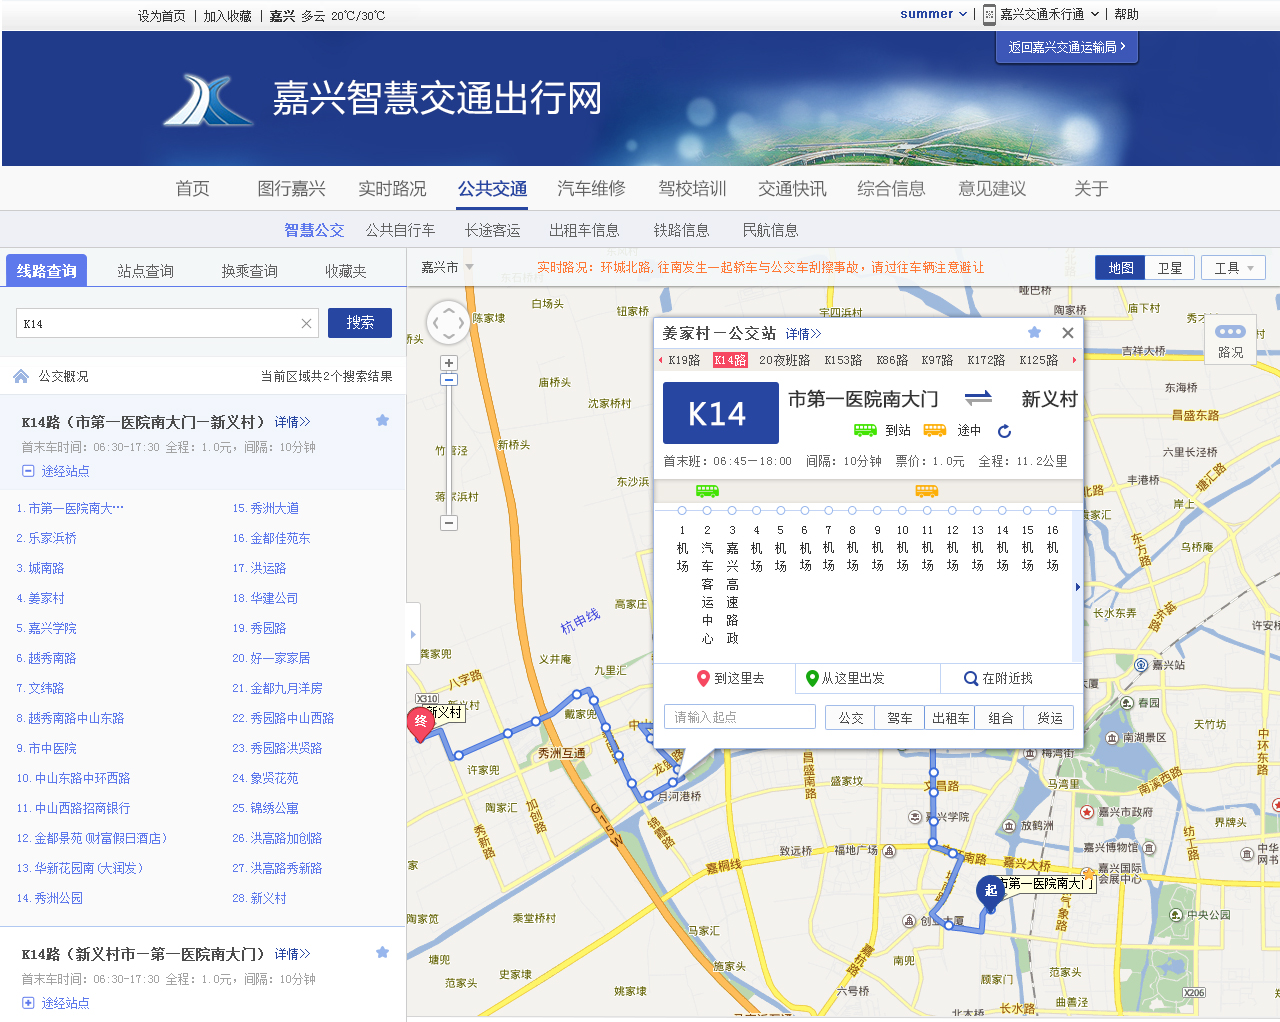 设为首页 | 加入收藏 | 嘉兴 多云 20℃/30℃
summer | 嘉兴交通禾行通 | 帮助
返回嘉兴交通运输局
嘉兴智慧交通出行网
首页 图行嘉兴 实时路况 公共交通 汽车维修 驾校培训 交通快讯 综合信息 意见建议 关于
智慧公交 公共自行车 长途客运 出租车信息 铁路信息 民航信息
线路查询 站点查询 换乘查询 收藏夹
K14 搜索
公交概况 当前区域共2个搜索结果
K14路（市第一医院南大门—新义村） 详情>>
首末车时间：06:30-17:30 全程：1.0元，间隔：10分钟
途经站点
1. 市第一医院南大…
2. 乐家浜桥
3. 城南路
4. 姜家村
5. 嘉兴学院
6. 越秀南路
7. 文纬路
8. 越秀南路中山东路
9. 市中医院
10. 中山东路中环西路
11. 中山西路招商银行
12. 金都景苑（财富假日酒店）
13. 华新花园南（大润发）
14. 秀洲公园
15. 秀洲大道
16. 金都佳苑东
17. 洪运路
18. 华建公司
19. 秀园路
20. 好一家家居
21. 金都九月洋房
22. 秀园路中山西路
23. 秀园路洪贤路
24. 象贤花苑
25. 锦绣公寓
26. 洪高路加创路
27. 洪高路秀新路
28. 新义村
K14路（新义村市一第一医院南大门） 详情>>
首末车时间：06:30-17:30 全程：1.0元，间隔：10分钟
途经站点
嘉兴市
实时路况：环城北路,往南发生一起轿车与公交车刮擦事故，请过往车辆注意避让
地图 卫星 工具
路况
姜家村—公交站 详情>>
K19路 K14路 20夜班路 K153路 K86路 K97路 K172路 K125路
K14
市第一医院南大门 新义村
到站 途中
首末班：06:45—18:00 间隔：10分钟 票价：1.0元 全程：11.2公里
1 机场
2 汽车客运中心
3 嘉兴高速路政
4 机场
5 机场
6 机场
7 机场
8 机场
9 机场
10 机场
11 机场
12 机场
13 机场
14 机场
15 机场
16 机场
到这里去 从这里出发 在附近找
请输入起点 公交 驾车 出租车 组合 货运
白场头
陈家埭
钮家桥
宇四浜村
哑巴桥
陶家桥
庙下村
吉祥大桥
庙桥头
沈家桥村
东海桥
昌盛东路
新桥头
六里长泾桥
东沙浜
丰港桥
塘汇路
岸上
蒋家浜村
东方路
乌桥庵
高家庄
杭申线
长水东弄
嘉兴站
义井庵
九里汇
八字路
X310
终
新义村
戴家兜
秀洲互通
许家兜
龙盛路
月河港桥
春园
天竹坊
南湖景区
梅湾街
马湾里
南溪西路
中环东路
昌盛南路
盛家坟
文昌路
陶家汇
加创路
秀新路
G15W
锦霞路
放鹤洲
嘉兴市政府
纺工路
界牌头
致远桥
福地广场
嘉桐线
嘉兴博物馆
嘉兴大桥
嘉兴国际会展中心
起
市第一医院南大门
气象路
中央公园
陶家笕
乘堂桥村
马家汇
塘兜
范家头
史家埭
施家头
姚家埭
嘉杭路
南兜
六号桥
顾家门
范家头
曲善泾
长水路
X206